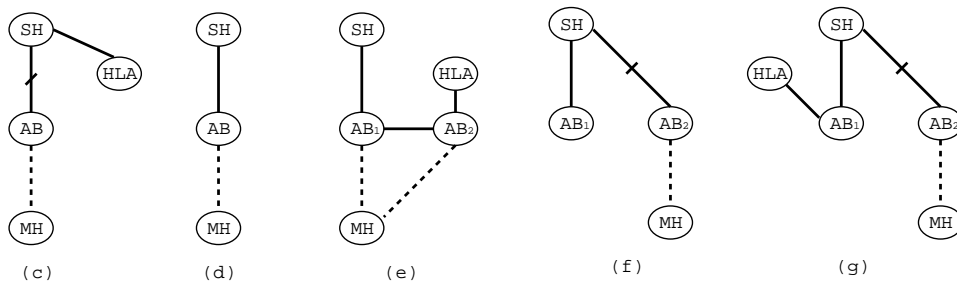 SH SH SH SH SH
HLA HLA HLA
AB AB AB1 AB2 AB1 AB2 AB1 AB2
MH MH MH MH MH
(c) (d) (e) (f) (g)